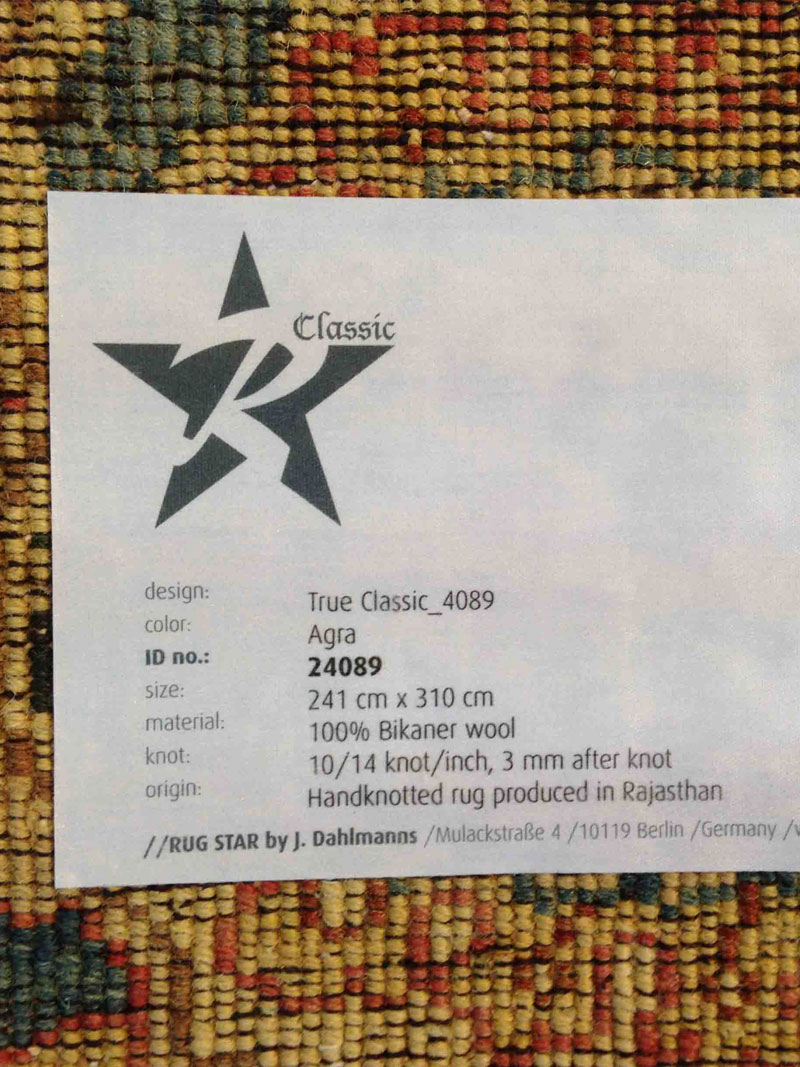 Classic
design: True Classic_4089
color: Agra
ID no.: 24089
size: 241 cm x 310 cm
material: 100% Bikaner wool
knot: 10/14 knot/inch, 3 mm after knot
origin: Handknotted rug produced in Rajasthan
//RUG STAR by J. Dahlmanns /Mulackstraße 4 /10119 Berlin /Germany /